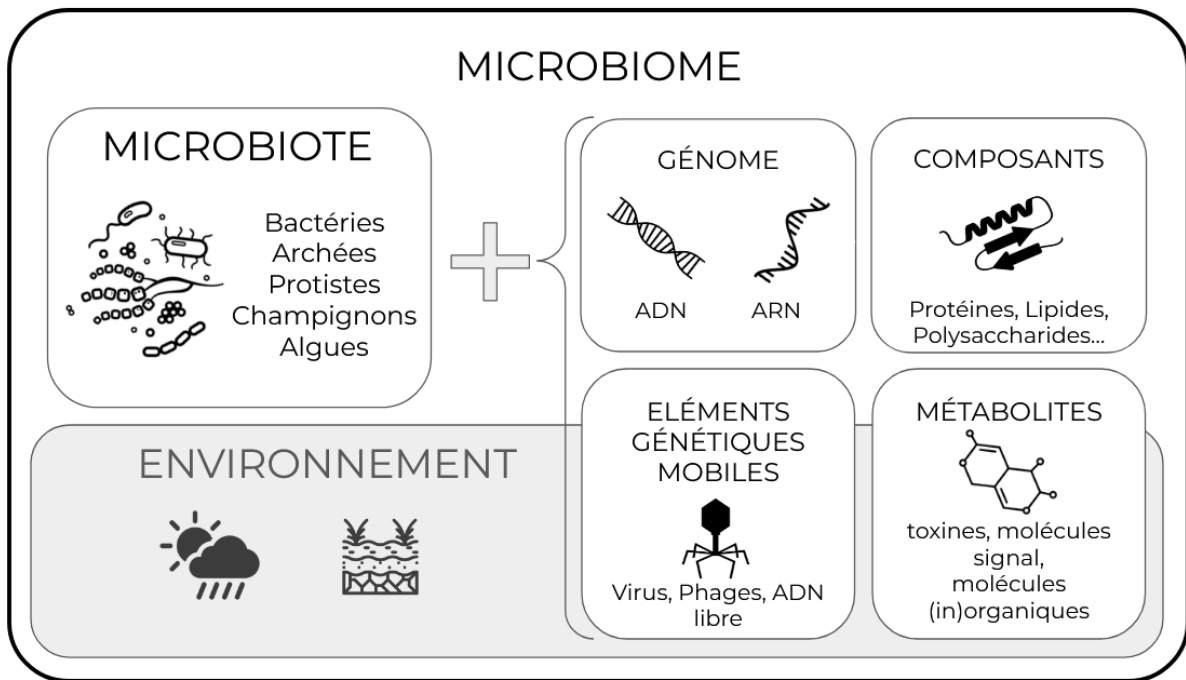 MICROBIOME
MICROBIOTE
Bactéries
Archées
Protistes
Champignons
Algues
GÉNOME
ADN
ARN
COMPOSANTS
Protéines, Lipides,
Polysaccharides...
ENVIRONNEMENT
ELÉMENTS
GÉNÉTIQUES
MOBILES
Virus, Phages, ADN
libre
MÉTABOLITES
toxines, molécules
signal,
molécules
(in)organiques